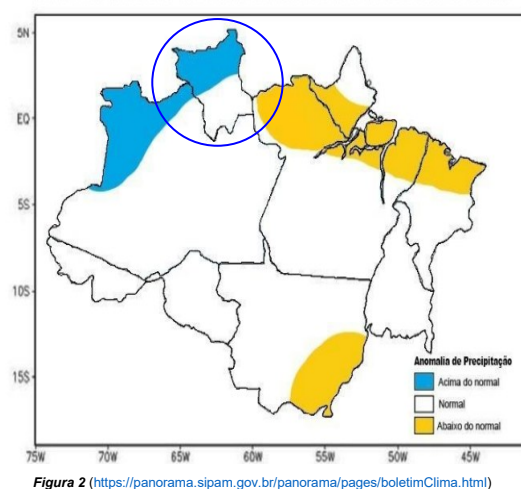 5N
EQ
5S
10S
15S
75W
70W
65W
60W
55W
50W
45W
Anomalia de Precipitação
Acima do normal
Normal
Abaixo do normal
Figura 2 (https://panorama.sipam.gov.br/panorama/pages/boletimClima.html)